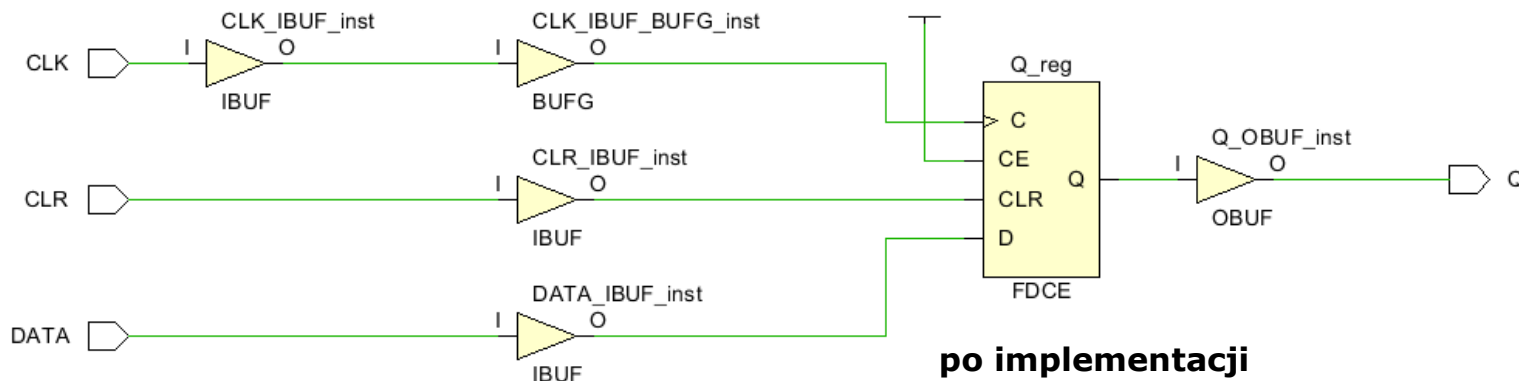 CLK_IBUF_inst
CLK_IBUF_BUFG_inst
CLK
I
O
I
O
IBUF
BUFG
Q_reg
C
CE
CLR
D
Q
FDCE
CLR_IBUF_inst
CLR
I
O
IBUF
Q_OBUF_inst
I
O
OBUF
Q
DATA_IBUF_inst
DATA
I
O
IBUF
po implementacji